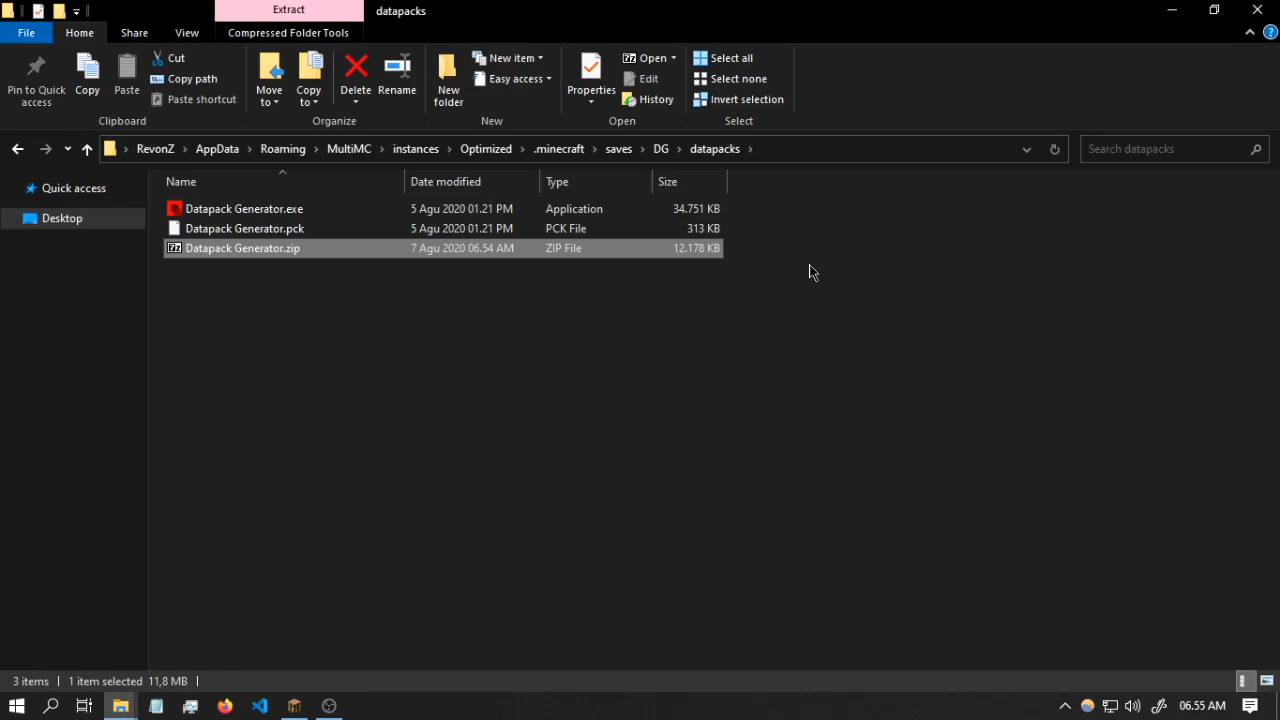 Extract
datapacks
File
Home
Share
View
Compressed Folder Tools
Pin to Quick access
Copy
Paste
Cut
Copy path
Paste shortcut
Clipboard
Move to
Copy to
Delete
Rename
Organize
New folder
New item
Easy access
New
Properties
Open
Edit
History
Open
Select all
Select none
Invert selection
Select
RevonZ > AppData > Roaming > MultiMC > instances > Optimized > .minecraft > saves > DG > datapacks >
Search datapacks
Quick access
Desktop
Name Date modified Type Size
Datapack Generator.exe 5 Agu 2020 01.21 PM Application 34.751 KB
Datapack Generator.pck 5 Agu 2020 01.21 PM PCK File 313 KB
Datapack Generator.zip 7 Agu 2020 06.54 AM ZIP File 12.178 KB
3 items 1 item selected 11,8 MB
06.55 AM